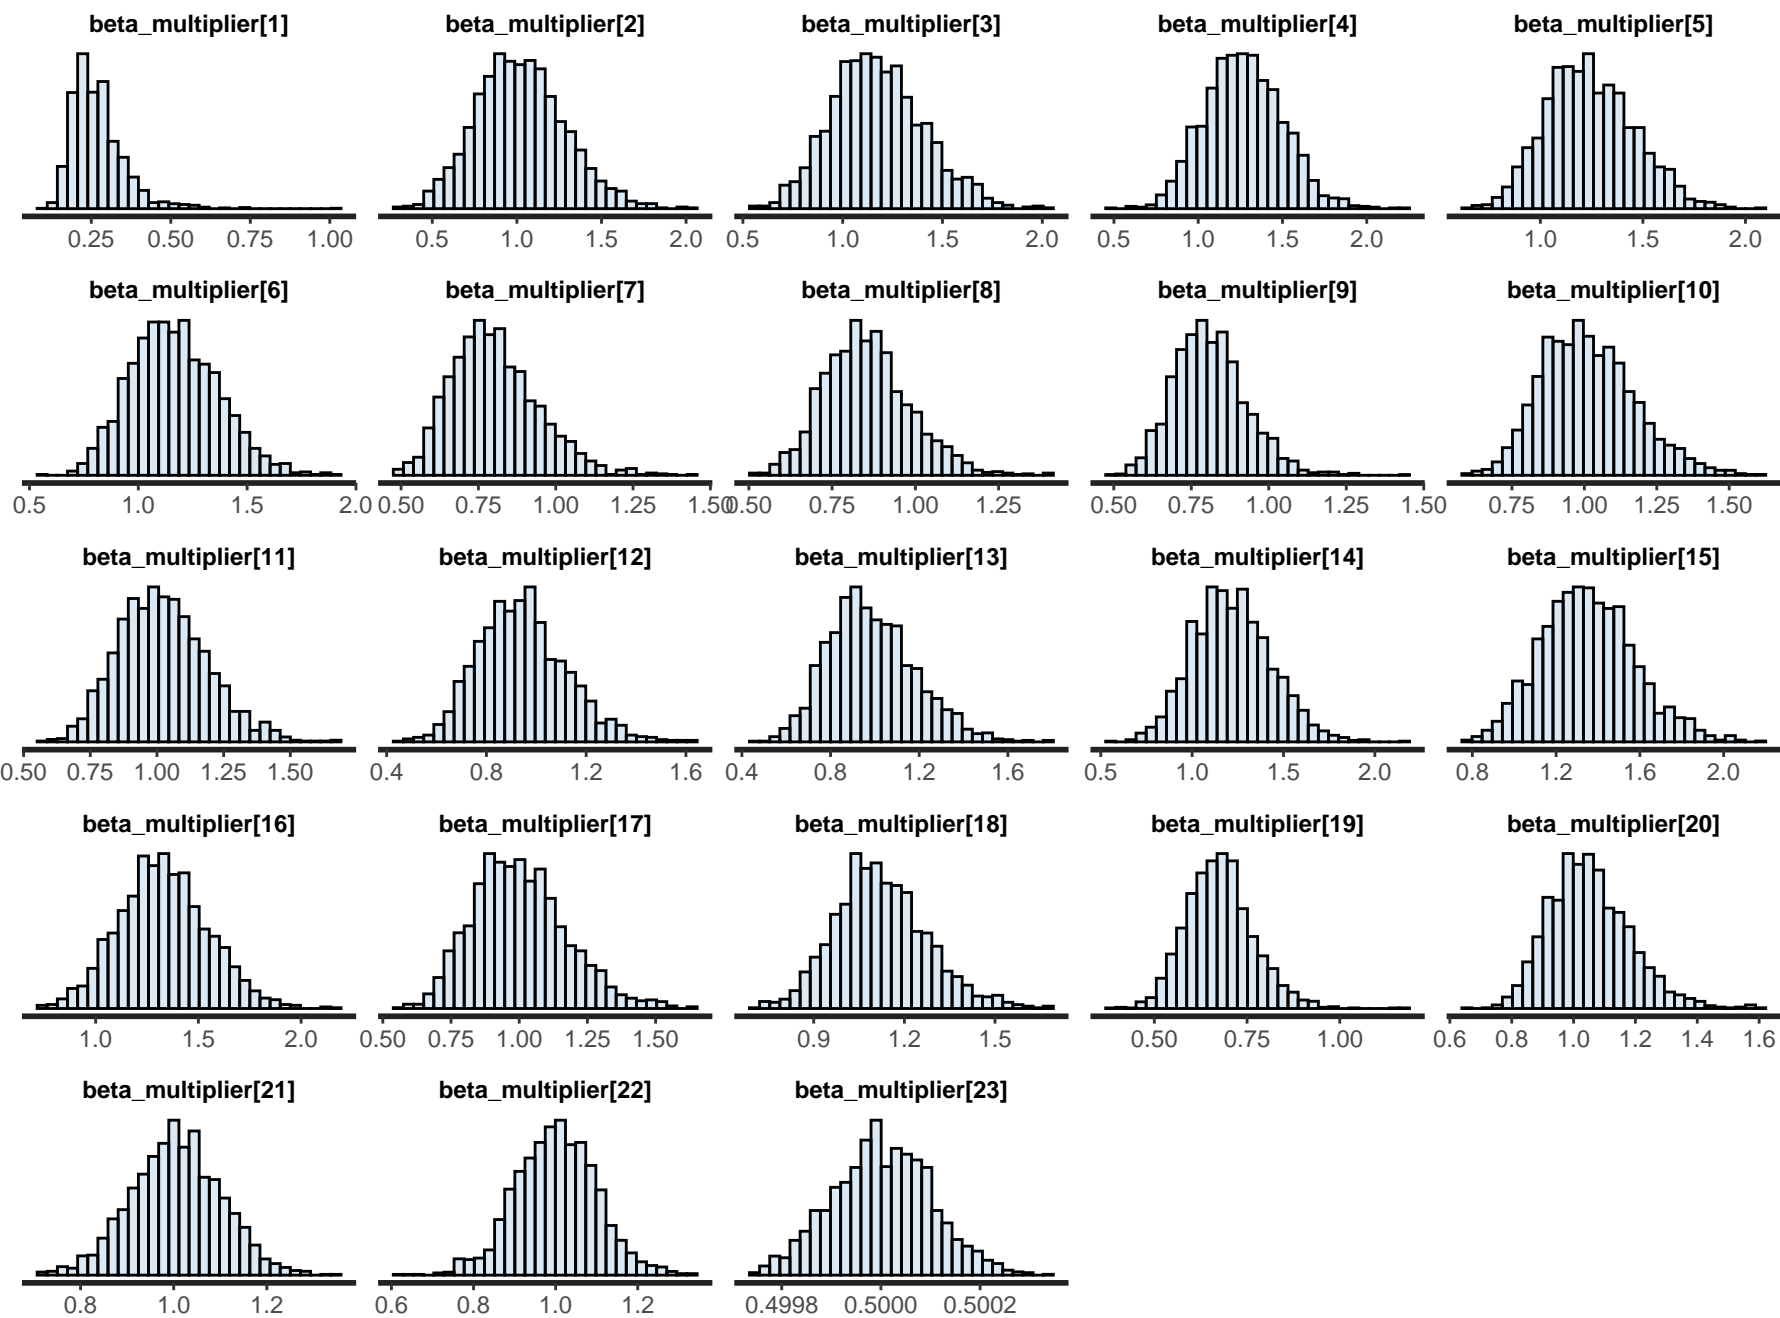 beta_multiplier[1] beta_multiplier[2] beta_multiplier[3] beta_multiplier[4] beta_multiplier[5]
0.25 0.50 0.75 1.00 0.5 1.0 1.5 2.0 0.5 1.0 1.5 2.0 0.5 1.0 1.5 2.0 1.0 1.5 2.0
beta_multiplier[6] beta_multiplier[7] beta_multiplier[8] beta_multiplier[9] beta_multiplier[10]
0.5 1.0 1.5 2.0 0.50 0.75 1.00 1.25 1.50 0.50 0.75 1.00 1.25 0.50 0.75 1.00 1.25 1.50 0.75 1.00 1.25 1.50
beta_multiplier[11] beta_multiplier[12] beta_multiplier[13] beta_multiplier[14] beta_multiplier[15]
0.50 0.75 1.00 1.25 1.50 0.4 0.8 1.2 1.6 0.4 0.8 1.2 1.6 0.5 1.0 1.5 2.0 0.8 1.2 1.6 2.0
beta_multiplier[16] beta_multiplier[17] beta_multiplier[18] beta_multiplier[19] beta_multiplier[20]
1.0 1.5 2.0 0.50 0.75 1.00 1.25 1.50 0.9 1.2 1.5 0.50 0.75 1.00 0.6 0.8 1.0 1.2 1.4 1.6
beta_multiplier[21] beta_multiplier[22] beta_multiplier[23]
0.8 1.0 1.2 0.6 0.8 1.0 1.2 0.4998 0.5000 0.5002